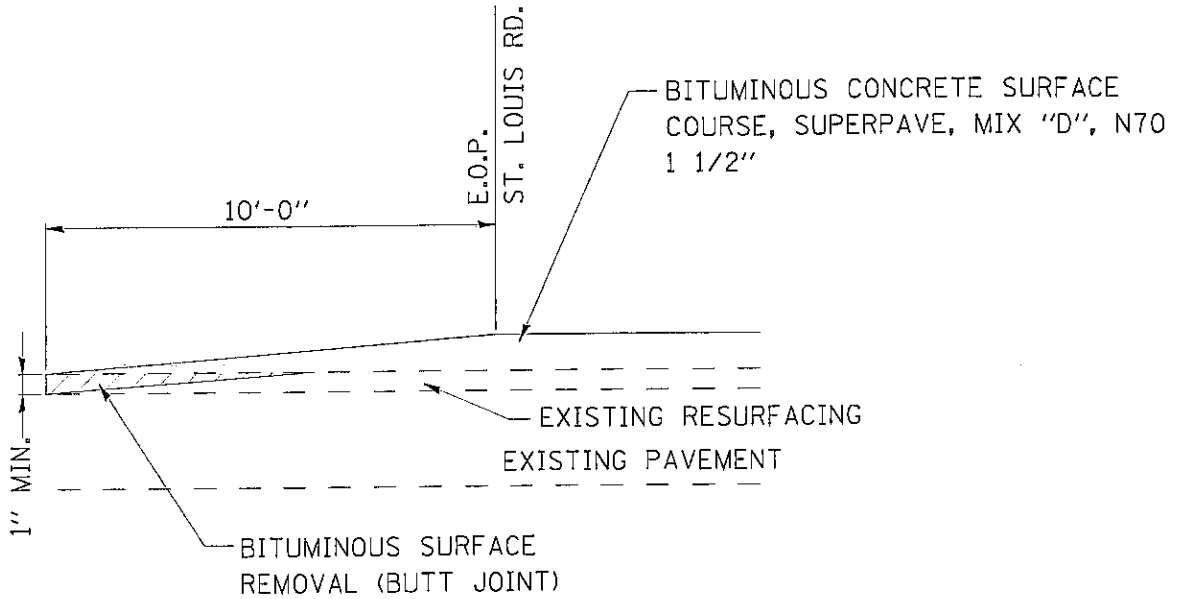 E.O.P.
ST. LOUIS RD.
BITUMINOUS CONCRETE SURFACE
COURSE, SUPERPAVE, MIX "D", N70
1 1/2"
10'-0"
1" MIN.
EXISTING RESURFACING
EXISTING PAVEMENT
BITUMINOUS SURFACE
REMOVAL (BUTT JOINT)